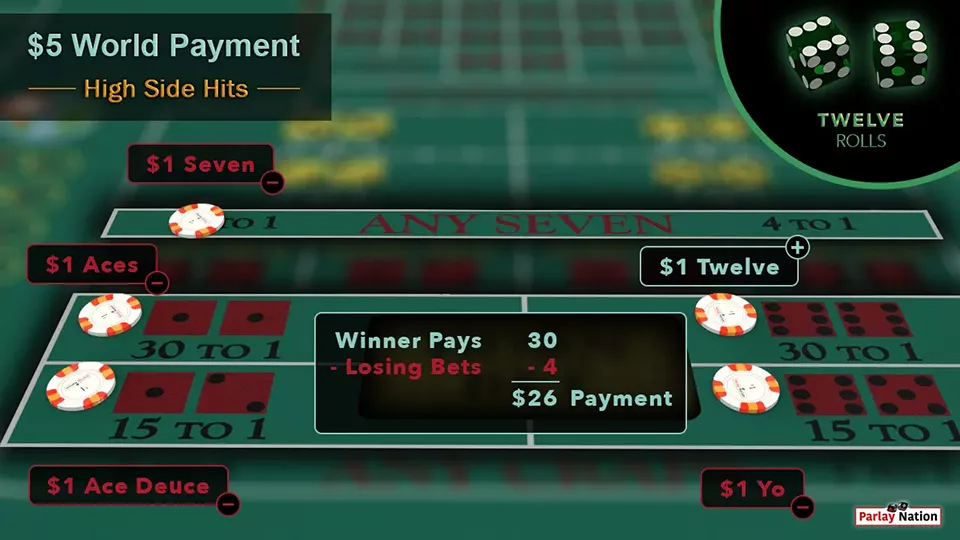 $5 World Payment
High Side Hits
TWELVE
ROLLS
$1 Seven
TO 1
ANY SEVEN
4 TO 1
$1 Aces
$1 Twelve
30 TO 1
30 TO 1
Winner Pays 30
- Losing Bets - 4
$26 Payment
15 TO 1
15 TO 1
$1 Ace Deuce
$1 Yo
Parlay Nation